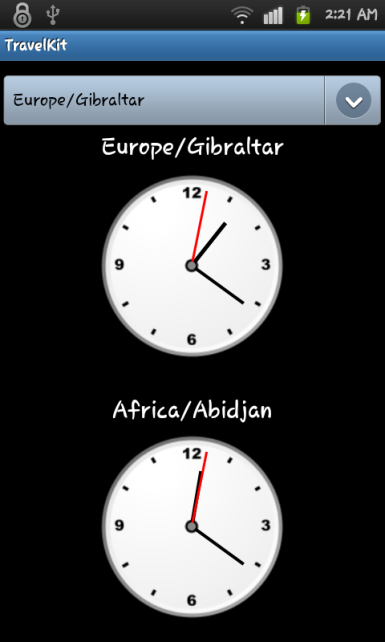 2:21 AM
TravelKit
Europe/Gibraltar
Europe/Gibraltar
12
9 3
6
Africa/Abidjan
12
9 3
6